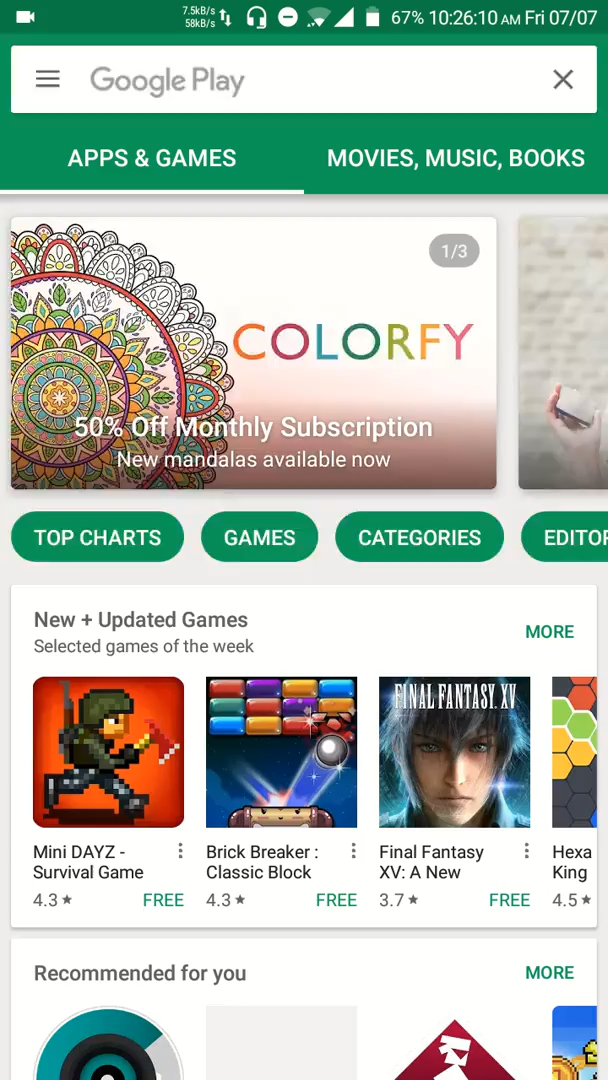 7.5kB/s
58kB/s
67% 10:26:10 AM Fri 07/07
Google Play
APPS & GAMES
MOVIES, MUSIC, BOOKS
1/3
COLORFY
50% Off Monthly Subscription
New mandalas available now
TOP CHARTS
GAMES
CATEGORIES
EDITOR
New + Updated Games
MORE
Selected games of the week
FINAL FANTASY XV
Mini DAYZ -
Survival Game
4.3 ★ FREE
Brick Breaker :
Classic Block
4.3 ★ FREE
Final Fantasy
XV: A New
3.7 ★ FREE
Hexa
King
4.5 ★
Recommended for you
MORE